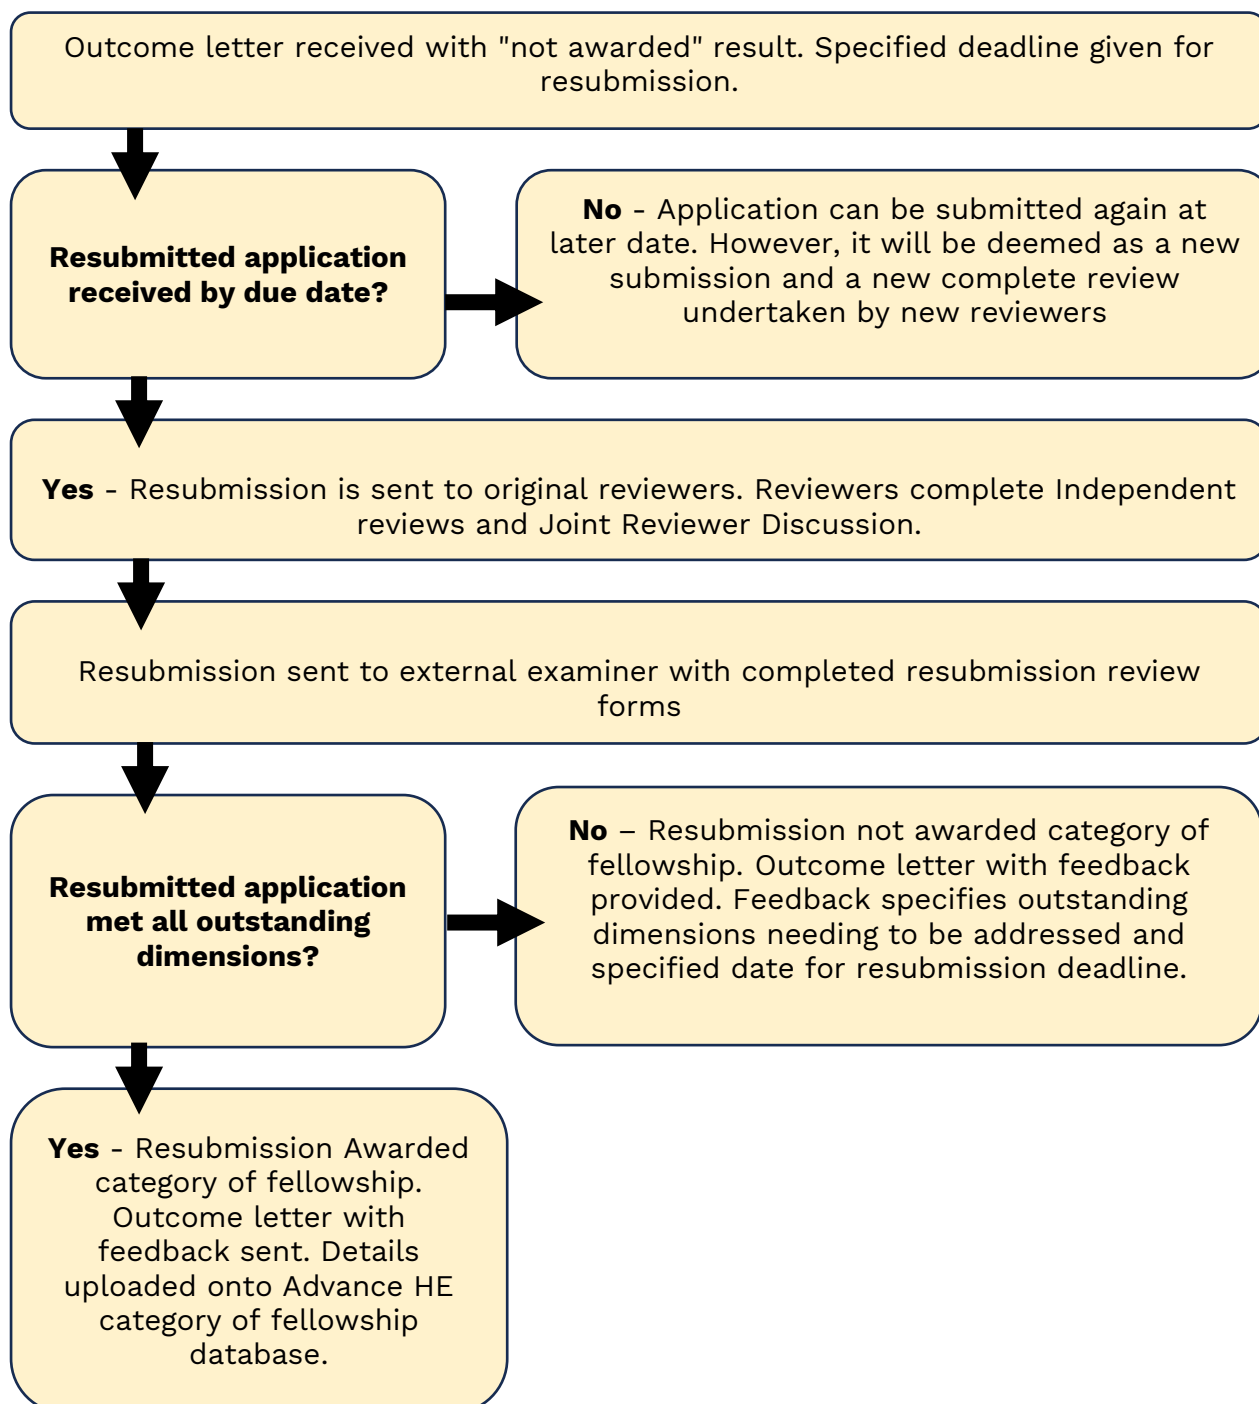 Outcome letter received with "not awarded" result. Specified deadline given for
resubmission.
Resubmitted application
received by due date?
No - Application can be submitted again at
later date. However, it will be deemed as a new
submission and a new complete review
undertaken by new reviewers
Yes - Resubmission is sent to original reviewers. Reviewers complete Independent
reviews and Joint Reviewer Discussion.
Resubmission sent to external examiner with completed resubmission review
forms
Resubmitted application
met all outstanding
dimensions?
No – Resubmission not awarded category of
fellowship. Outcome letter with feedback
provided. Feedback specifies outstanding
dimensions needing to be addressed and
specified date for resubmission deadline.
Yes - Resubmission Awarded
category of fellowship.
Outcome letter with
feedback sent. Details
uploaded onto Advance HE
category of fellowship
database.